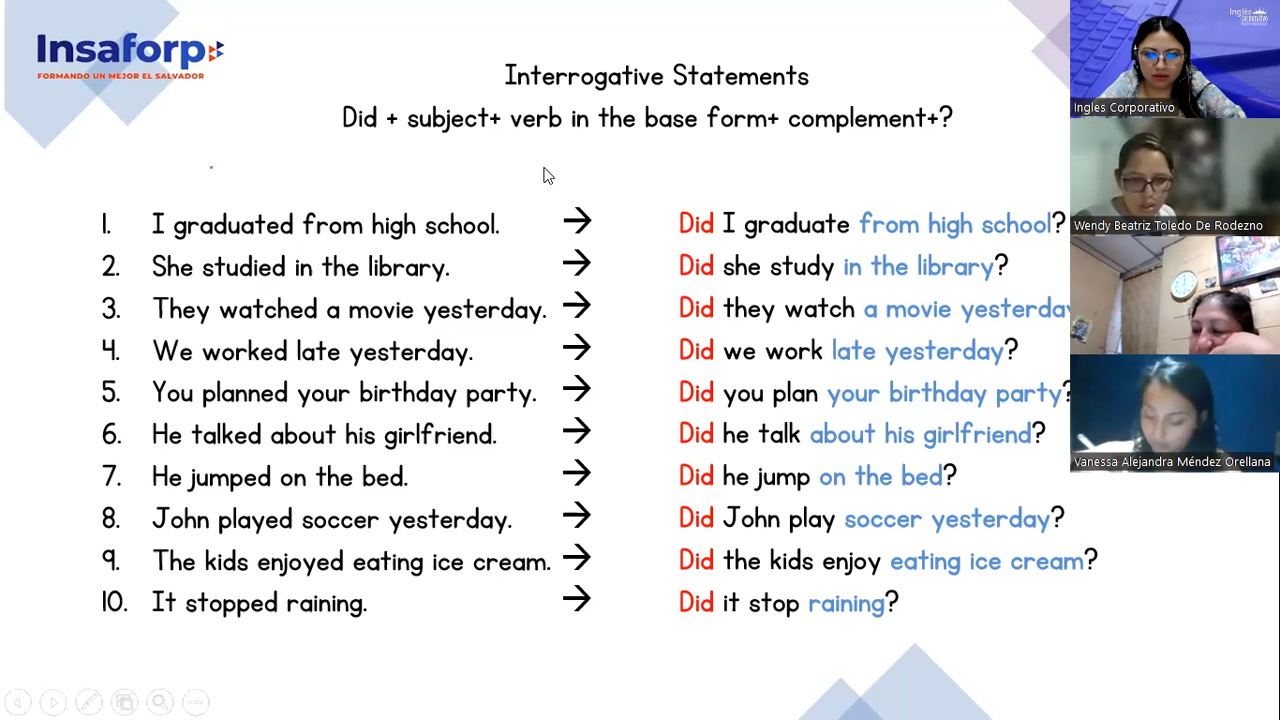 Insaforp
FORMANDO UN MEJOR EL SALVADOR
Interrogative Statements
Did + subject+ verb in the base form+ complement+?
1. I graduated from high school. → Did I graduate from high school?
2. She studied in the library. → Did she study in the library?
3. They watched a movie yesterday. → Did they watch a movie yesterday
4. We worked late yesterday. → Did we work late yesterday?
5. You planned your birthday party. → Did you plan your birthday party?
6. He talked about his girlfriend. → Did he talk about his girlfriend?
7. He jumped on the bed. → Did he jump on the bed?
8. John played soccer yesterday. → Did John play soccer yesterday?
9. The kids enjoyed eating ice cream. → Did the kids enjoy eating ice cream?
10. It stopped raining. → Did it stop raining?
Ingles Corporativo
Wendy Beatriz Toledo De Rodezno
Vanessa Alejandra Méndez Orellana